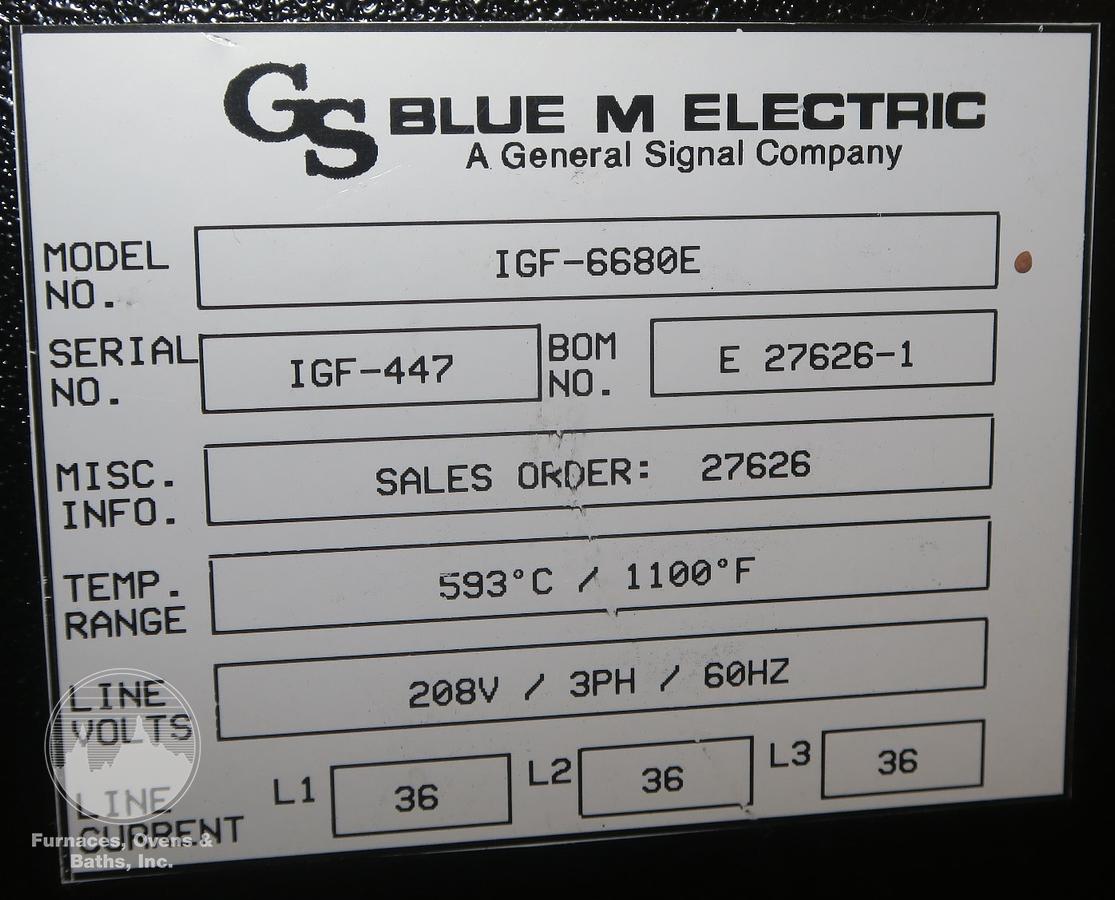 GS BLUE M ELECTRIC
A General Signal Company
MODEL NO. IGF-6680E
SERIAL NO. IGF-447 BOM NO. E 27626-1
MISC. INFO. SALES ORDER: 27626
TEMP. RANGE 593°C / 1100°F
LINE VOLTS 208V / 3PH / 60HZ
LINE CURRENT L1 36 L2 36 L3 36
Furnaces, Ovens &
Baths, Inc.